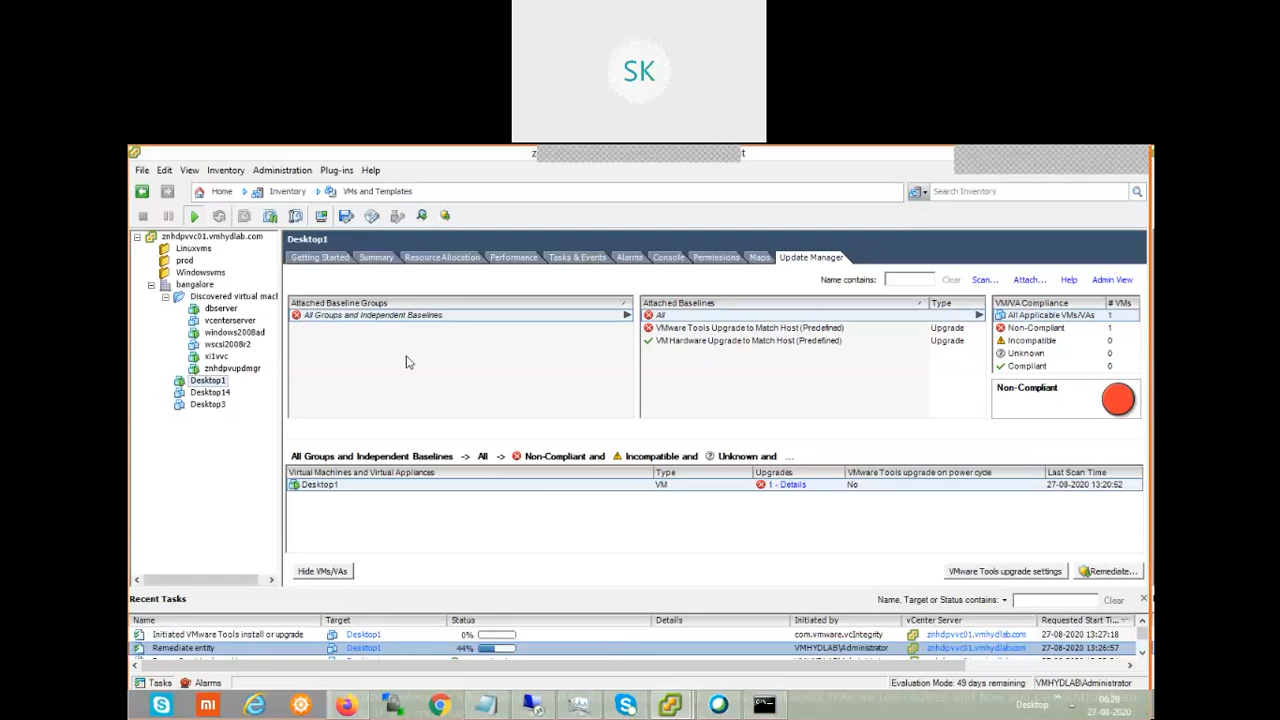 SK
z t
File Edit View Inventory Administration Plug-ins Help
Home Inventory VMs and Templates Search Inventory
znhdpvvc01.vmhydlab.com
Linuxvms
prod
Windowsvms
bangalore
Discovered virtual macl
dbserver
vcenterserver
windows2008ad
wscsi2008r2
xi1vvc
znhdpvupdmgr
Desktop1
Desktop14
Desktop3
Desktop1
Getting Started Summary Resource Allocation Performance Tasks & Events Alarms Console Permissions Maps Update Manager
Name contains: Clear Scan... Attach... Help Admin View
Attached Baseline Groups
All Groups and Independent Baselines
Attached Baselines Type
All
VMware Tools Upgrade to Match Host (Predefined) Upgrade
VM Hardware Upgrade to Match Host (Predefined) Upgrade
VM/VA Compliance # VMs
All Applicable VMs/VAs 1
Non-Compliant 1
Incompatible 0
Unknown 0
Compliant 0
Non-Compliant
All Groups and Independent Baselines -> All -> Non-Compliant and Incompatible and Unknown and ...
Virtual Machines and Virtual Appliances Type Upgrades VMware Tools upgrade on power cycle Last Scan Time
Desktop1 VM 1 - Details No 27-08-2020 13:20:52
Hide VMs/VAs VMware Tools upgrade settings Remediate...
Recent Tasks Name, Target or Status contains: Clear
Name Target Status Details Initiated by vCenter Server Requested Start Ti...
Initiated VMware Tools install or upgrade Desktop1 0% com.vmware.vcIntegrity znhdpvvc01.vmhydlab.com 27-08-2020 13:27:18
Remediate entity Desktop1 44% VMHYDLAB\Administrator znhdpvvc01.vmhydlab.com 27-08-2020 13:26:57
Tasks Alarms Evaluation Mode: 49 days remaining VMHYDLAB\Administrator
Desktop 06:29
27-08-2020